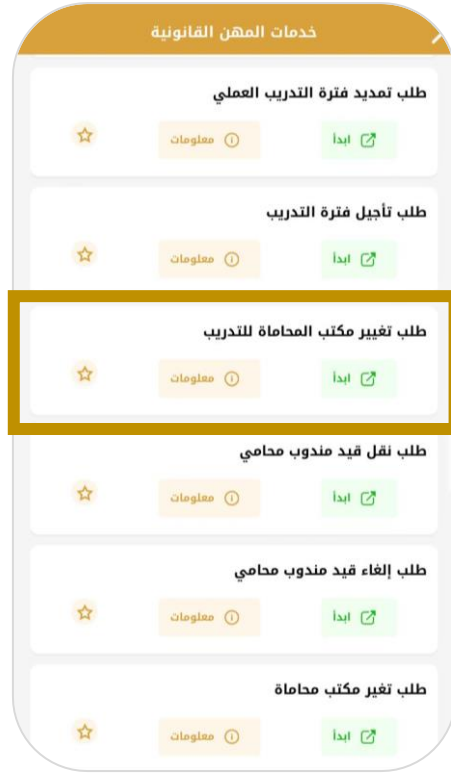 خدمات المهن القانونية
طلب تمديد فترة التدريب العملي
ابدأ معلومات
طلب تأجيل فترة التدريب
ابدأ معلومات
طلب تغيير مكتب المحاماة للتدريب
ابدأ معلومات
طلب نقل قيد مندوب محامي
ابدأ معلومات
طلب إلغاء قيد مندوب محامي
ابدأ معلومات
طلب تغير مكتب محاماة
ابدأ معلومات